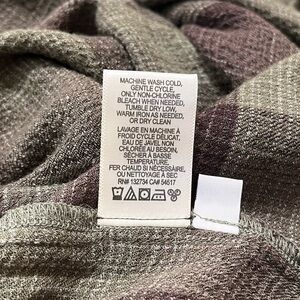 MACHINE WASH COLD,
GENTLE CYCLE,
ONLY NON-CHLORINE
BLEACH WHEN NEEDED,
TUMBLE DRY LOW,
WARM IRON AS NEEDED,
OR DRY CLEAN
LAVAGE EN MACHINE À
FROID CYCLE DÉLICAT,
EAU DE JAVEL NON
CHLORÉE AU BESOIN,
SÉCHER À BASSE
TEMPERATURE,
FER CHAUD SI NÉCESSAIRE,
OU NETTOYAGE À SEC
RN# 132734 CA# 54517